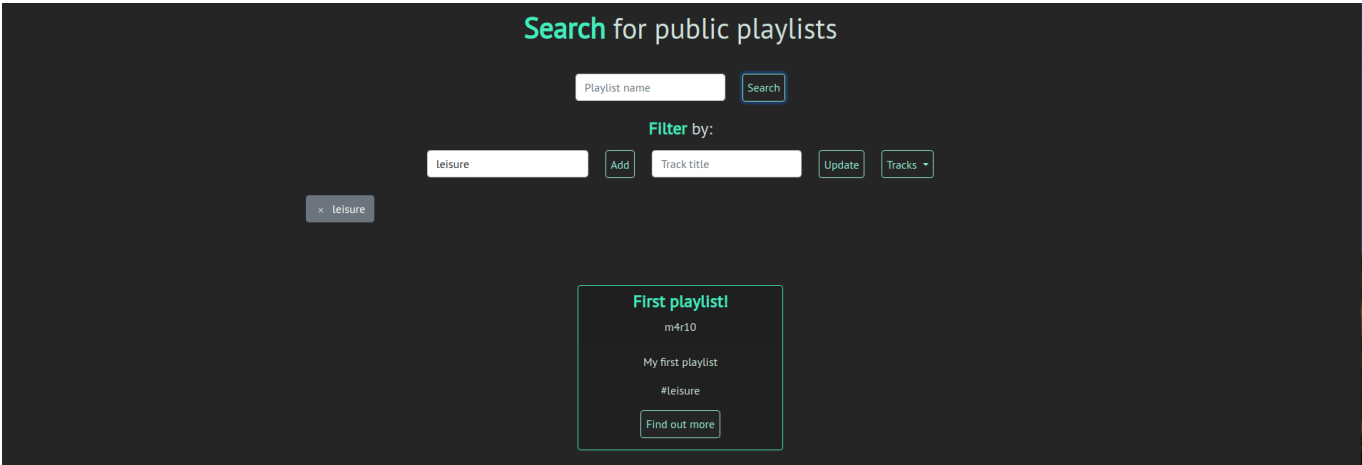 Search for public playlists
Playlist name Search
Filter by:
leisure Add Track title Update Tracks
× leisure
First playlist!
m4r10
My first playlist
#leisure
Find out more